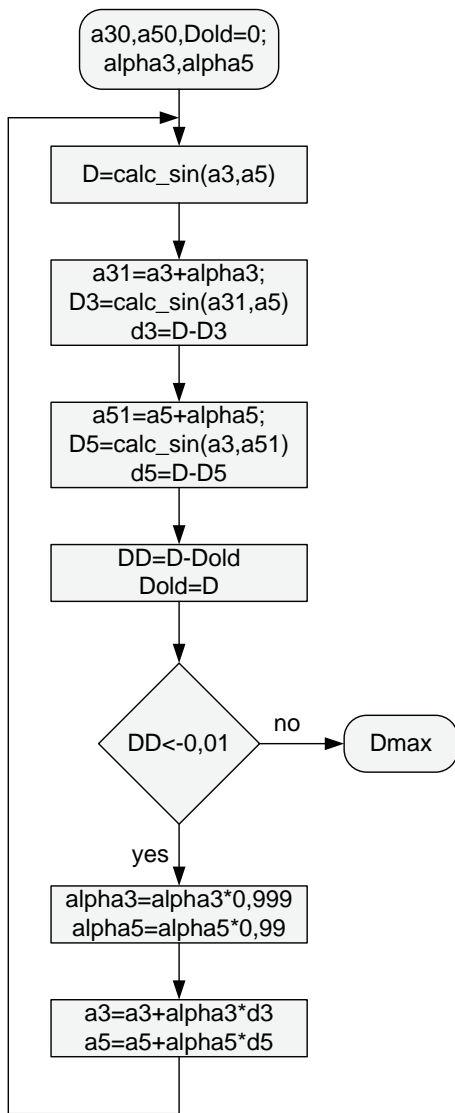 a30,a50,Dold=0;
alpha3,alpha5
D=calc_sin(a3,a5)
a31=a3+alpha3;
D3=calc_sin(a31,a5)
d3=D-D3
a51=a5+alpha5;
D5=calc_sin(a3,a51)
d5=D-D5
DD=D-Dold
Dold=D
DD<-0,01
no
Dmax
yes
alpha3=alpha3*0,999
alpha5=alpha5*0,99
a3=a3+alpha3*d3
a5=a5+alpha5*d5